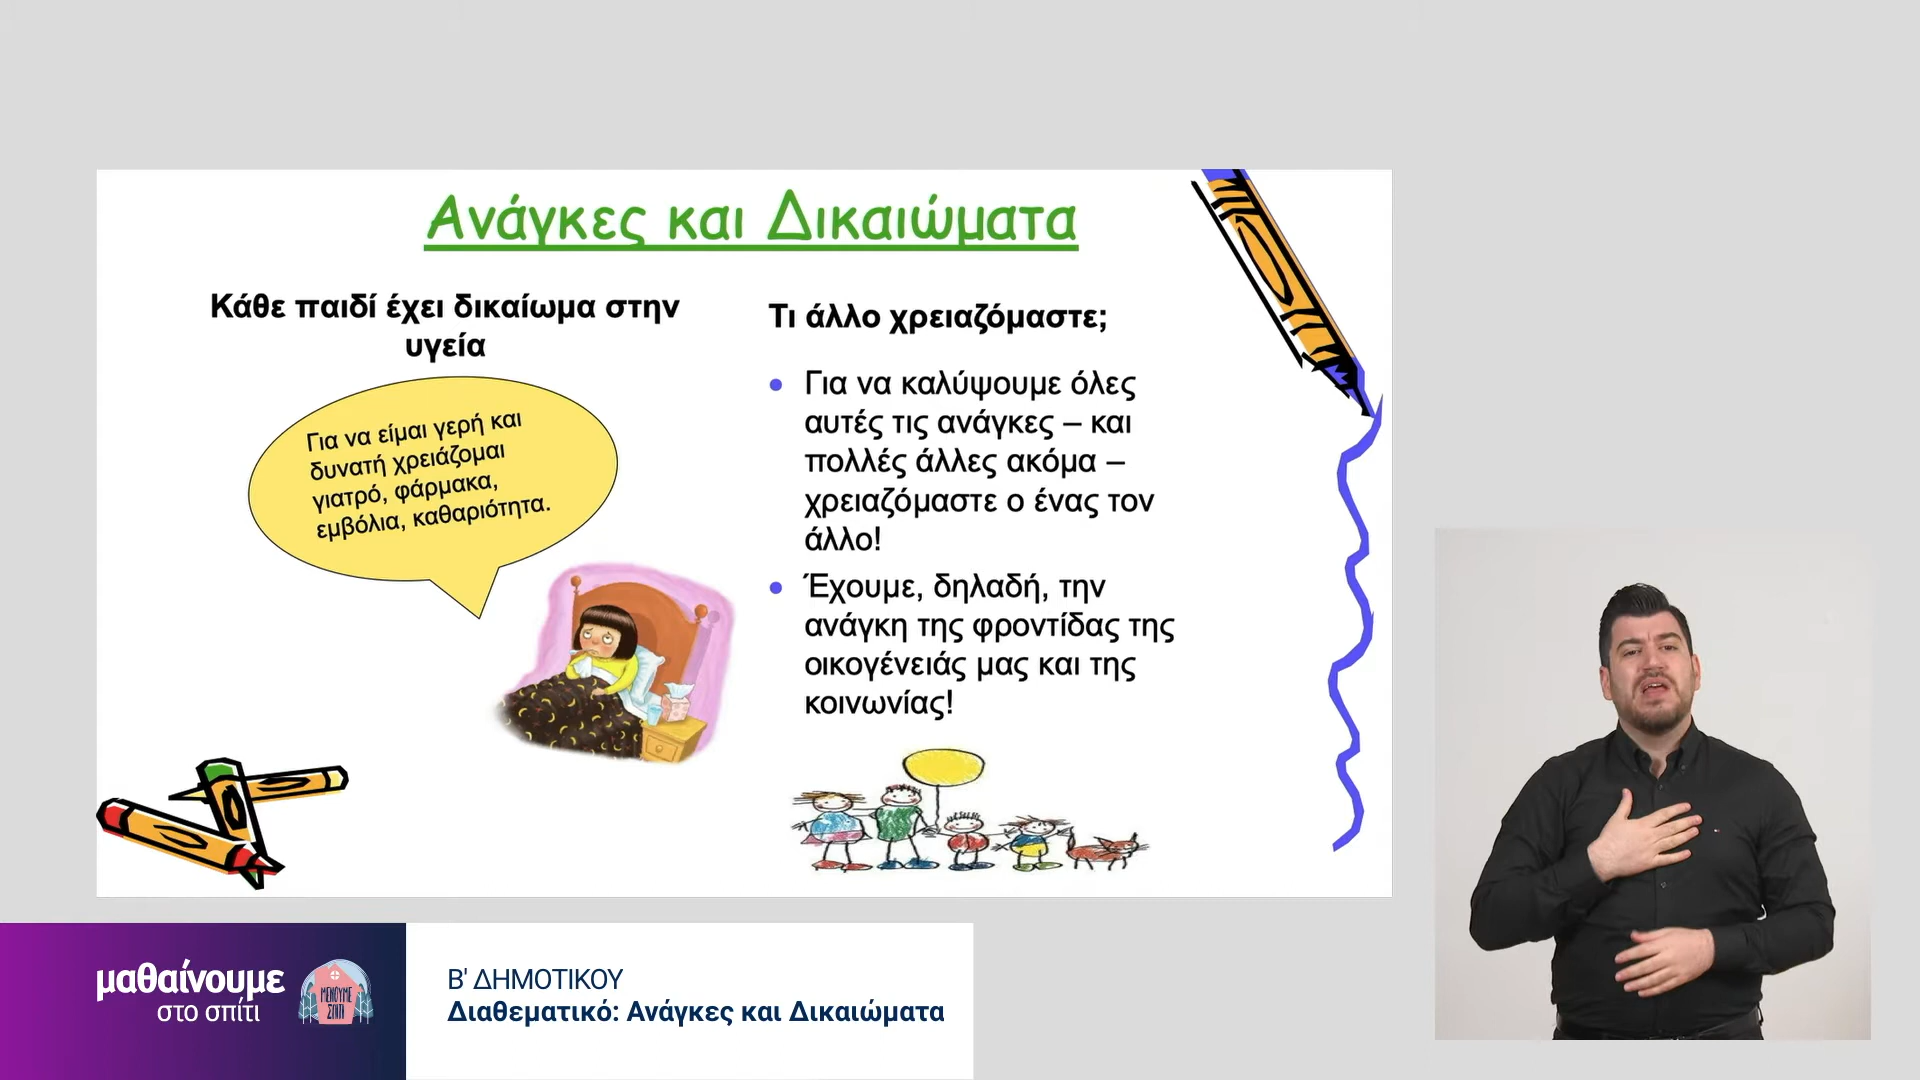 Ανάγκες και Δικαιώματα
Κάθε παιδί έχει δικαίωμα στην
υγεία
Για να είμαι γερή και
δυνατή χρειάζομαι
γιατρό, φάρμακα,
εμβόλια, καθαριότητα.
Τι άλλο χρειαζόμαστε;
Για να καλύψουμε όλες
αυτές τις ανάγκες – και
πολλές άλλες ακόμα –
χρειαζόμαστε ο ένας τον
άλλο!
Έχουμε, δηλαδή, την
ανάγκη της φροντίδας της
οικογένειάς μας και της
κοινωνίας!
μαθαίνουμε
στο σπίτι
ΜΕΝΟΥΜΕ
ΣΠΙΤΙ
Β' ΔΗΜΟΤΙΚΟΥ
Διαθεματικό: Ανάγκες και Δικαιώματα